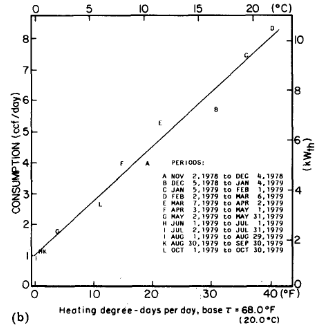 0 10 20 (°C)
8
7
6
5
4
3
2
1
CONSUMPTION (ccf/day)
10
8
6
4
2
(kWth)
D
C
B
E
F A
L
G
HK
I
PERIODS:
A NOV 2,1978 to DEC 4,1978
B DEC 5,1978 to JAN 4,1979
C JAN 5,1979 to FEB 1,1979
D FEB 2,1979 to MAR 6,1979
E MAR 7,1979 to APR 2,1979
F APR 3,1979 to MAY 1,1979
G MAY 2,1979 to MAY 31,1979
H JUN 1,1979 to JUL 1,1979
I JUL 2,1979 to JUL 31,1979
I AUG 1,1979 to AUG 29,1979
K AUG 30,1979 to SEP 30,1979
L OCT 1,1979 to OCT 30,1979
0 10 20 30 40(°F)
(b) Heating degree-days per day, base τ = 68.0°F
(20.0°C)